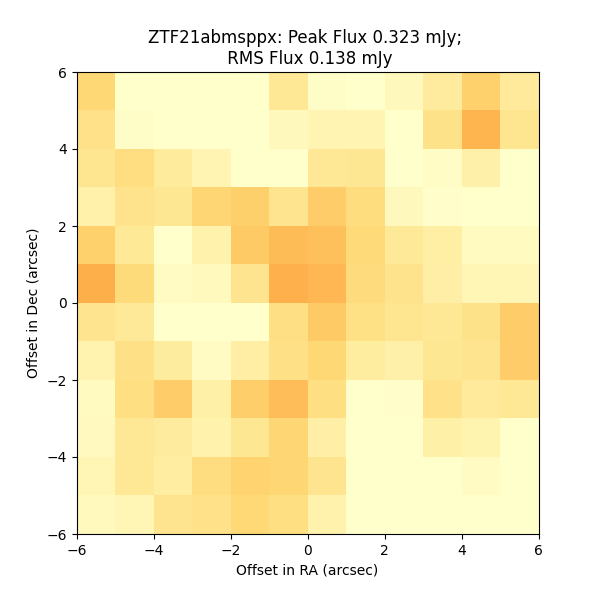 ZTF21abmsppx: Peak Flux 0.323 mJy;
RMS Flux 0.138 mJy
6
4
2
0
−2
−4
−6
Offset in Dec (arcsec)
−6 −4 −2 0 2 4 6
Offset in RA (arcsec)